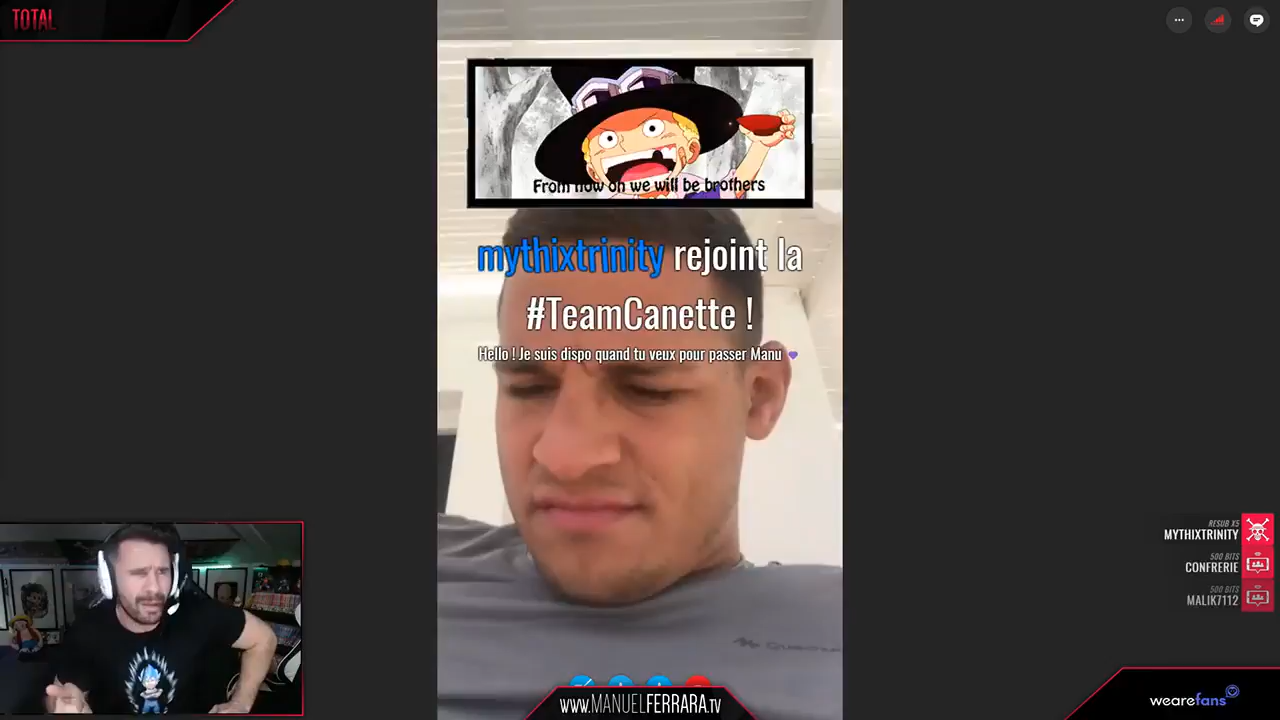 TOTAL
From now on we will be brothers
mythixtrinity rejoint la
#TeamCanette !
Hello ! Je suis dispo quand tu veux pour passer Manu
RESUB X5
MYTHIXTRINITY
500 BITS
CONFRERIE
500 BITS
MALIK7112
www.MANUELFERRARA.tv
wearefans